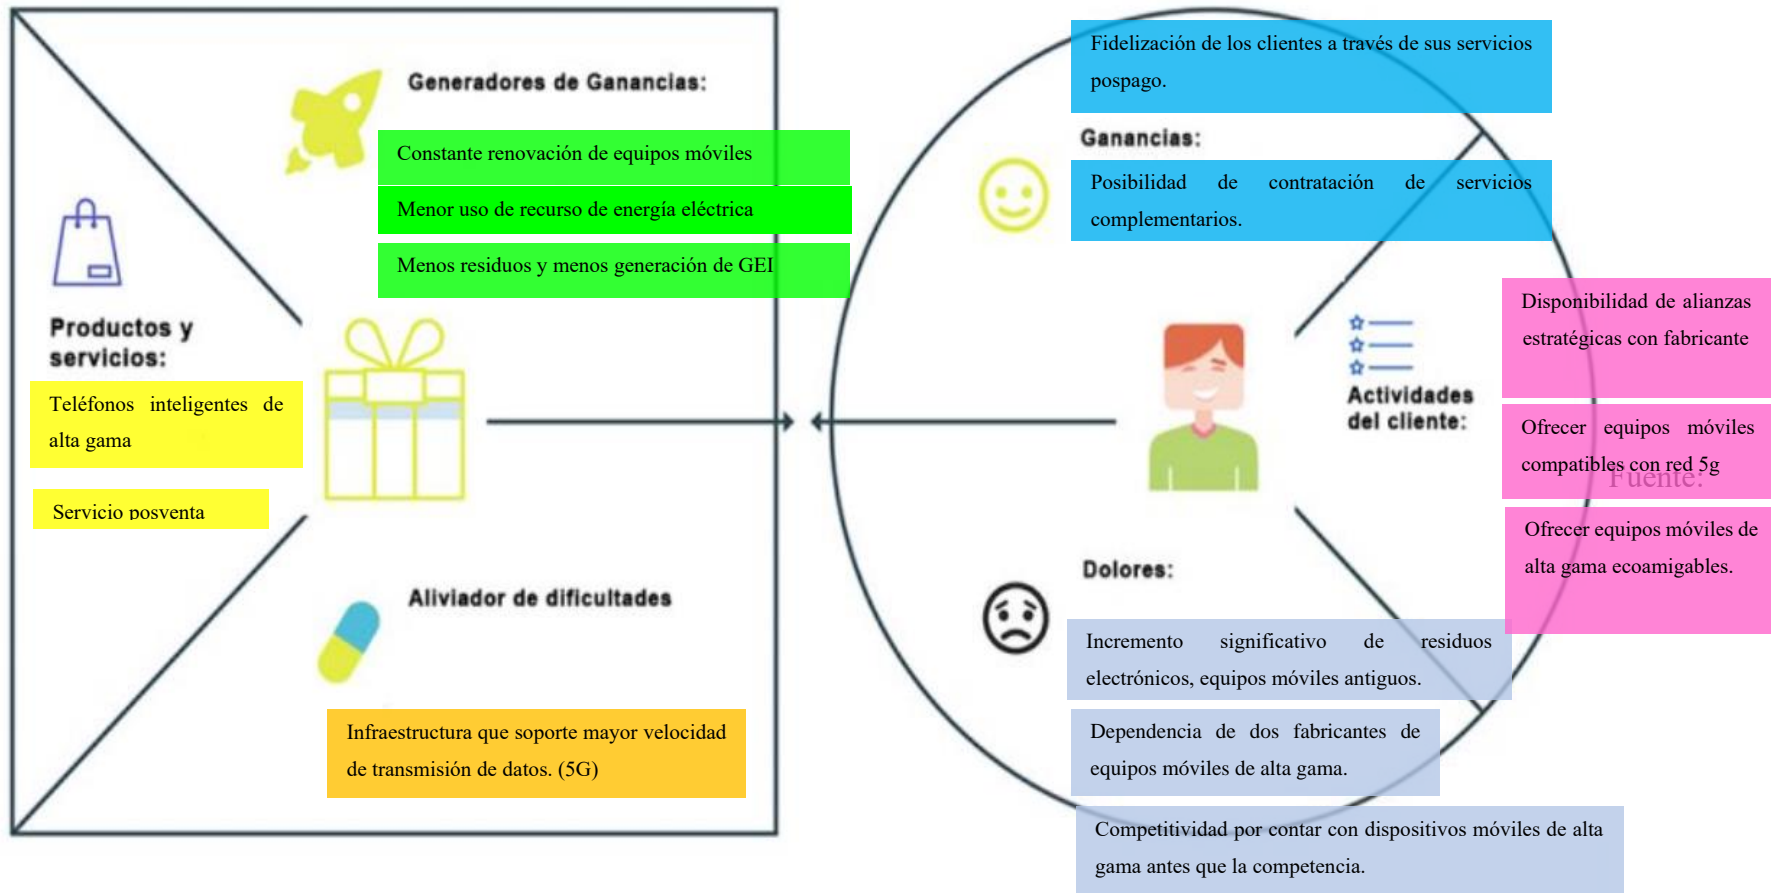 Generadores de Ganancias:
Constante renovación de equipos móviles
Menor uso de recurso de energía eléctrica
Menos residuos y menos generación de GEI
Productos y
servicios:
Teléfonos inteligentes de
alta gama
Servicio posventa
Aliviador de dificultades
Infraestructura que soporte mayor velocidad
de transmisión de datos. (5G)
Fidelización de los clientes a través de sus servicios
pospago.
Ganancias:
Posibilidad de contratación de servicios
complementarios.
Actividades
del cliente:
Disponibilidad de alianzas
estratégicas con fabricante
Ofrecer equipos móviles
compatibles con red 5g
Fuente:
Ofrecer equipos móviles de
alta gama ecoamigables.
Dolores:
Incremento significativo de residuos
electrónicos, equipos móviles antiguos.
Dependencia de dos fabricantes de
equipos móviles de alta gama.
Competitividad por contar con dispositivos móviles de alta
gama antes que la competencia.